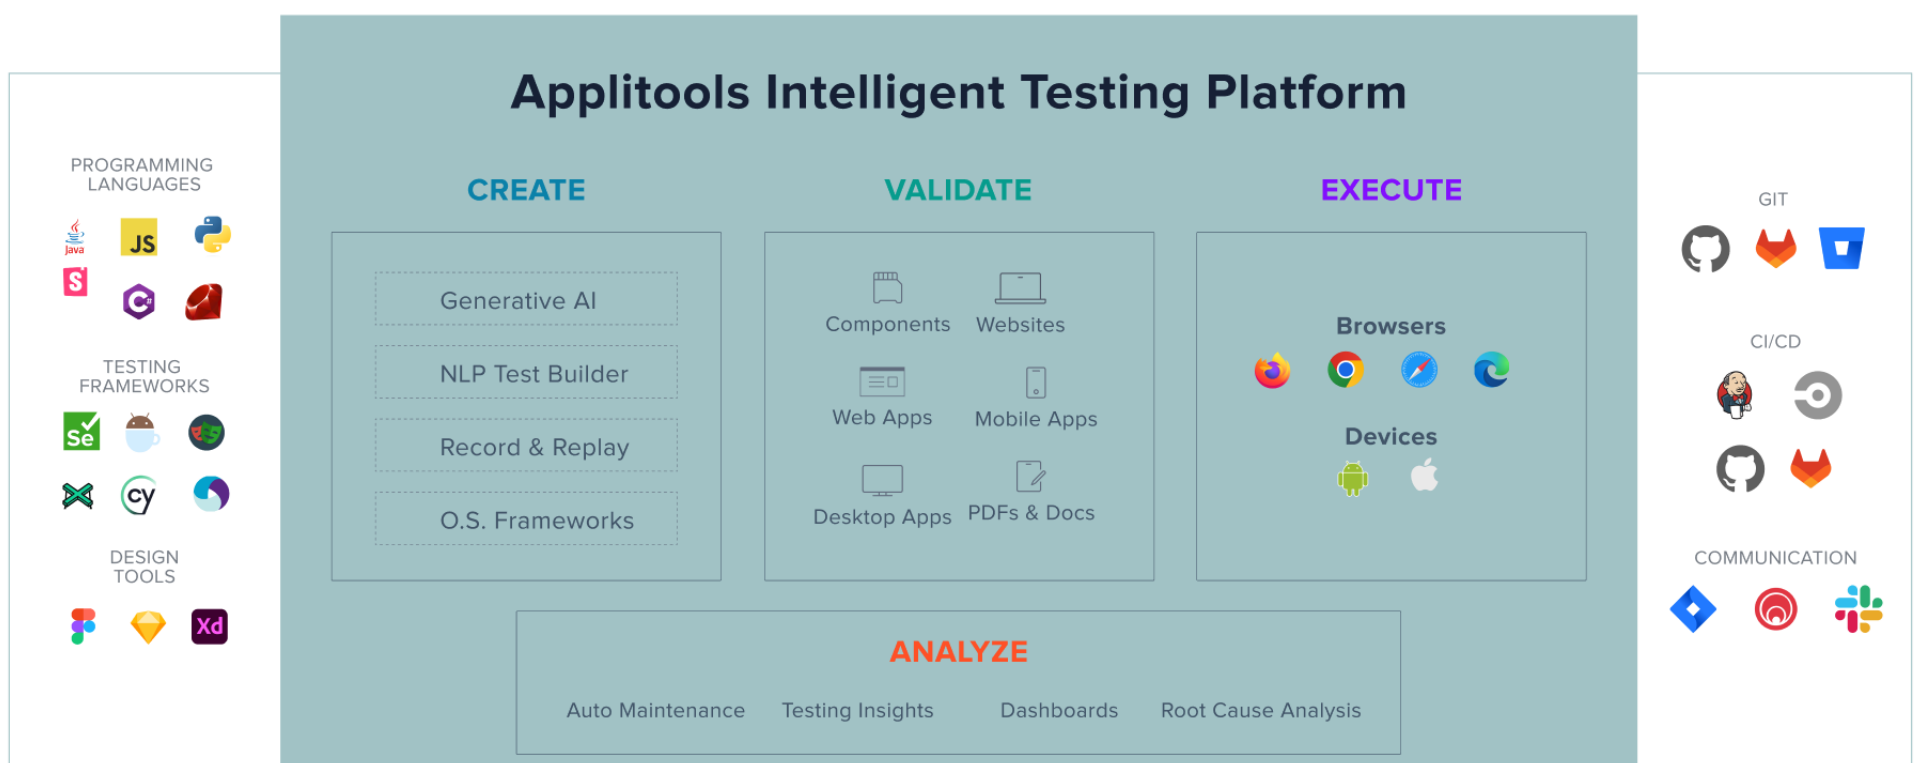 Applitools Intelligent Testing Platform
PROGRAMMING
LANGUAGES
Java
JS
S
C#
TESTING
FRAMEWORKS
Se
cy
DESIGN
TOOLS
Xd
CREATE
Generative AI
NLP Test Builder
Record & Replay
O.S. Frameworks
VALIDATE
Components Websites
Web Apps Mobile Apps
Desktop Apps PDFs & Docs
EXECUTE
Browsers
Devices
ANALYZE
Auto Maintenance Testing Insights Dashboards Root Cause Analysis
GIT
CI/CD
COMMUNICATION